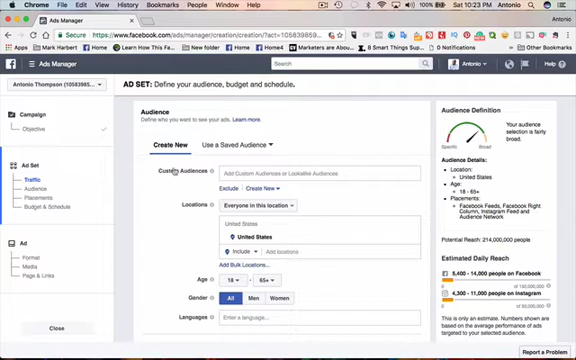 Chrome File Edit View History Bookmarks People Window Help
Sat 10:23 PM Antonio
Ads Manager
Antonio
Secure https://www.facebook.com/ads/manager/creation/creation/?act=
Apps Mark Harbert Home Learn How This Fa... New folder Home Marketers are Abou... 8 Smart Things Sup... 0 Notifications Other Bookmarks
Ads Manager Search Antonio Help
Antonio Thompson (10583985...
AD SET: Define your audience, budget and schedule.
Campaign
Objective
Ad Set
Traffic
Audience
Placements
Budget & Schedule
Ad
Format
Media
Page & Links
Close
Audience
Define who you want to see your ads. Learn more.
Create New Use a Saved Audience
Custom Audiences Add Custom Audiences or Lookalike Audiences
Exclude Create New
Locations Everyone in this location
United States
United States
Include Add locations
Add Bulk Locations...
Age 18 - 65+
Gender All Men Women
Languages Enter a language...
Audience Definition
Your audience selection is fairly broad.
Specific Broad
Audience Details:
Location:
United States
Age:
18 - 65+
Placements:
Facebook Feeds, Facebook Right
Column, Instagram Feed and
Audience Network
Potential Reach: 214,000,000 people
Estimated Daily Reach
5,400 - 14,000 people on Facebook
4,300 - 11,000 people on Instagram
This is only an estimate. Numbers shown are
based on the average performance of ads
targeted to your selected audience.
Report a Problem